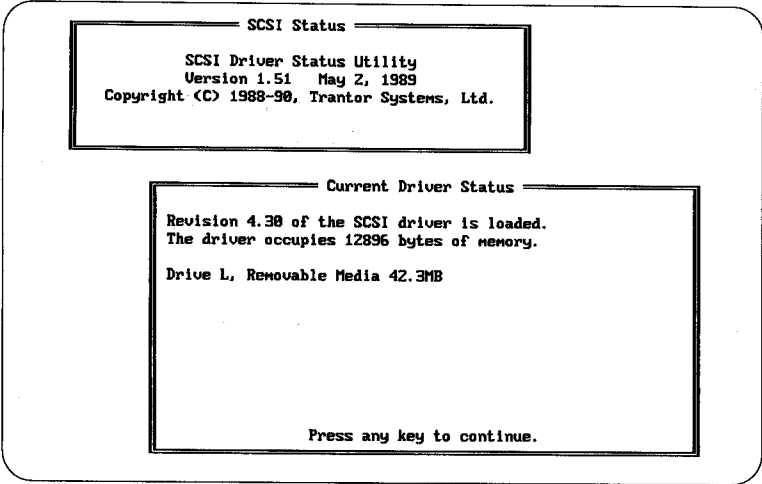 SCSI Status
SCSI Driver Status Utility
Version 1.51 May 2, 1989
Copyright (C) 1988-90, Trantor Systems, Ltd.
Current Driver Status
Revision 4.30 of the SCSI driver is loaded.
The driver occupies 12896 bytes of memory.
Drive L, Removable Media 42.3MB
Press any key to continue.